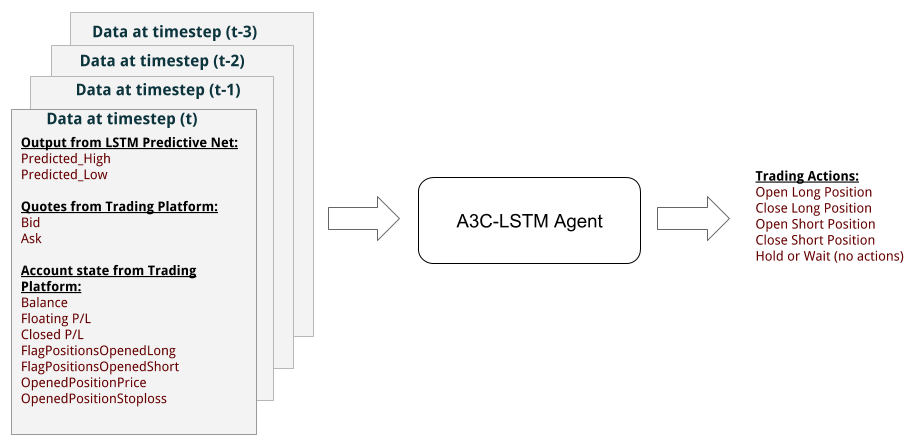 Data at timestep (t-3)
Data at timestep (t-2)
Data at timestep (t-1)
Data at timestep (t)
Output from LSTM Predictive Net:
Predicted_High
Predicted_Low
Quotes from Trading Platform:
Bid
Ask
Account state from Trading
Platform:
Balance
Floating P/L
Closed P/L
FlagPositionsOpenedLong
FlagPositionsOpenedShort
OpenedPositionPrice
OpenedPositionStoploss
A3C-LSTM Agent
Trading Actions:
Open Long Position
Close Long Position
Open Short Position
Close Short Position
Hold or Wait (no actions)